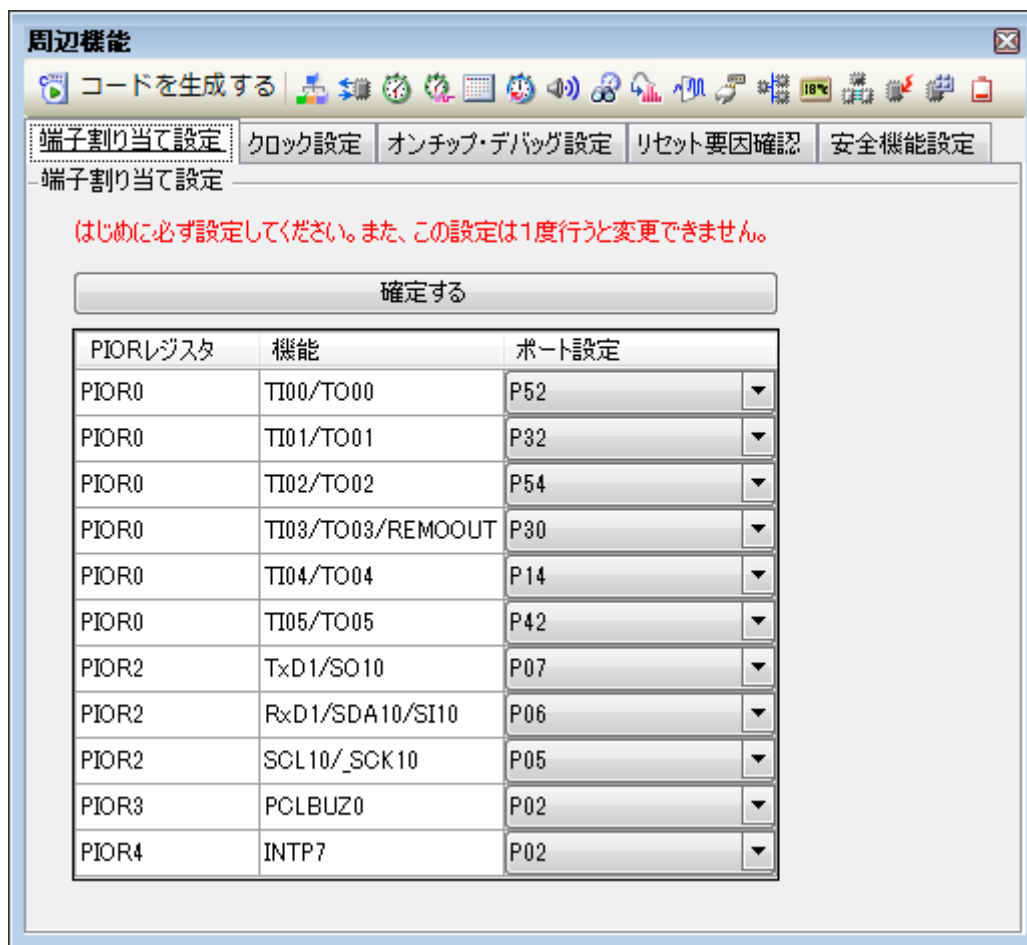 周辺機能
コードを生成する
端子割り当て設定 クロック設定 オンチップ・デバッグ設定 リセット要因確認 安全機能設定
端子割り当て設定
はじめに必ず設定してください。また、この設定は1度行うと変更できません。
確定する
PIORレジスタ 機能 ポート設定
PIOR0 TI00/TO00 P52
PIOR0 TI01/TO01 P32
PIOR0 TI02/TO02 P54
PIOR0 TI03/TO03/REMOOUT P30
PIOR0 TI04/TO04 P14
PIOR0 TI05/TO05 P42
PIOR2 TxD1/SO10 P07
PIOR2 RxD1/SDA10/SI10 P06
PIOR2 SCL10/_SCK10 P05
PIOR3 PCLBUZ0 P02
PIOR4 INTP7 P02